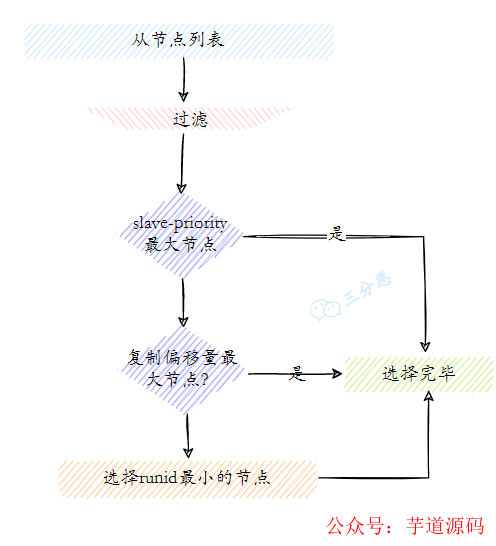 从节点列表
过滤
slave-priority
最大节点
是
三分恶
复制偏移量最
大节点?
是
选择完毕
选择runid最小的节点
公众号：芋道源码